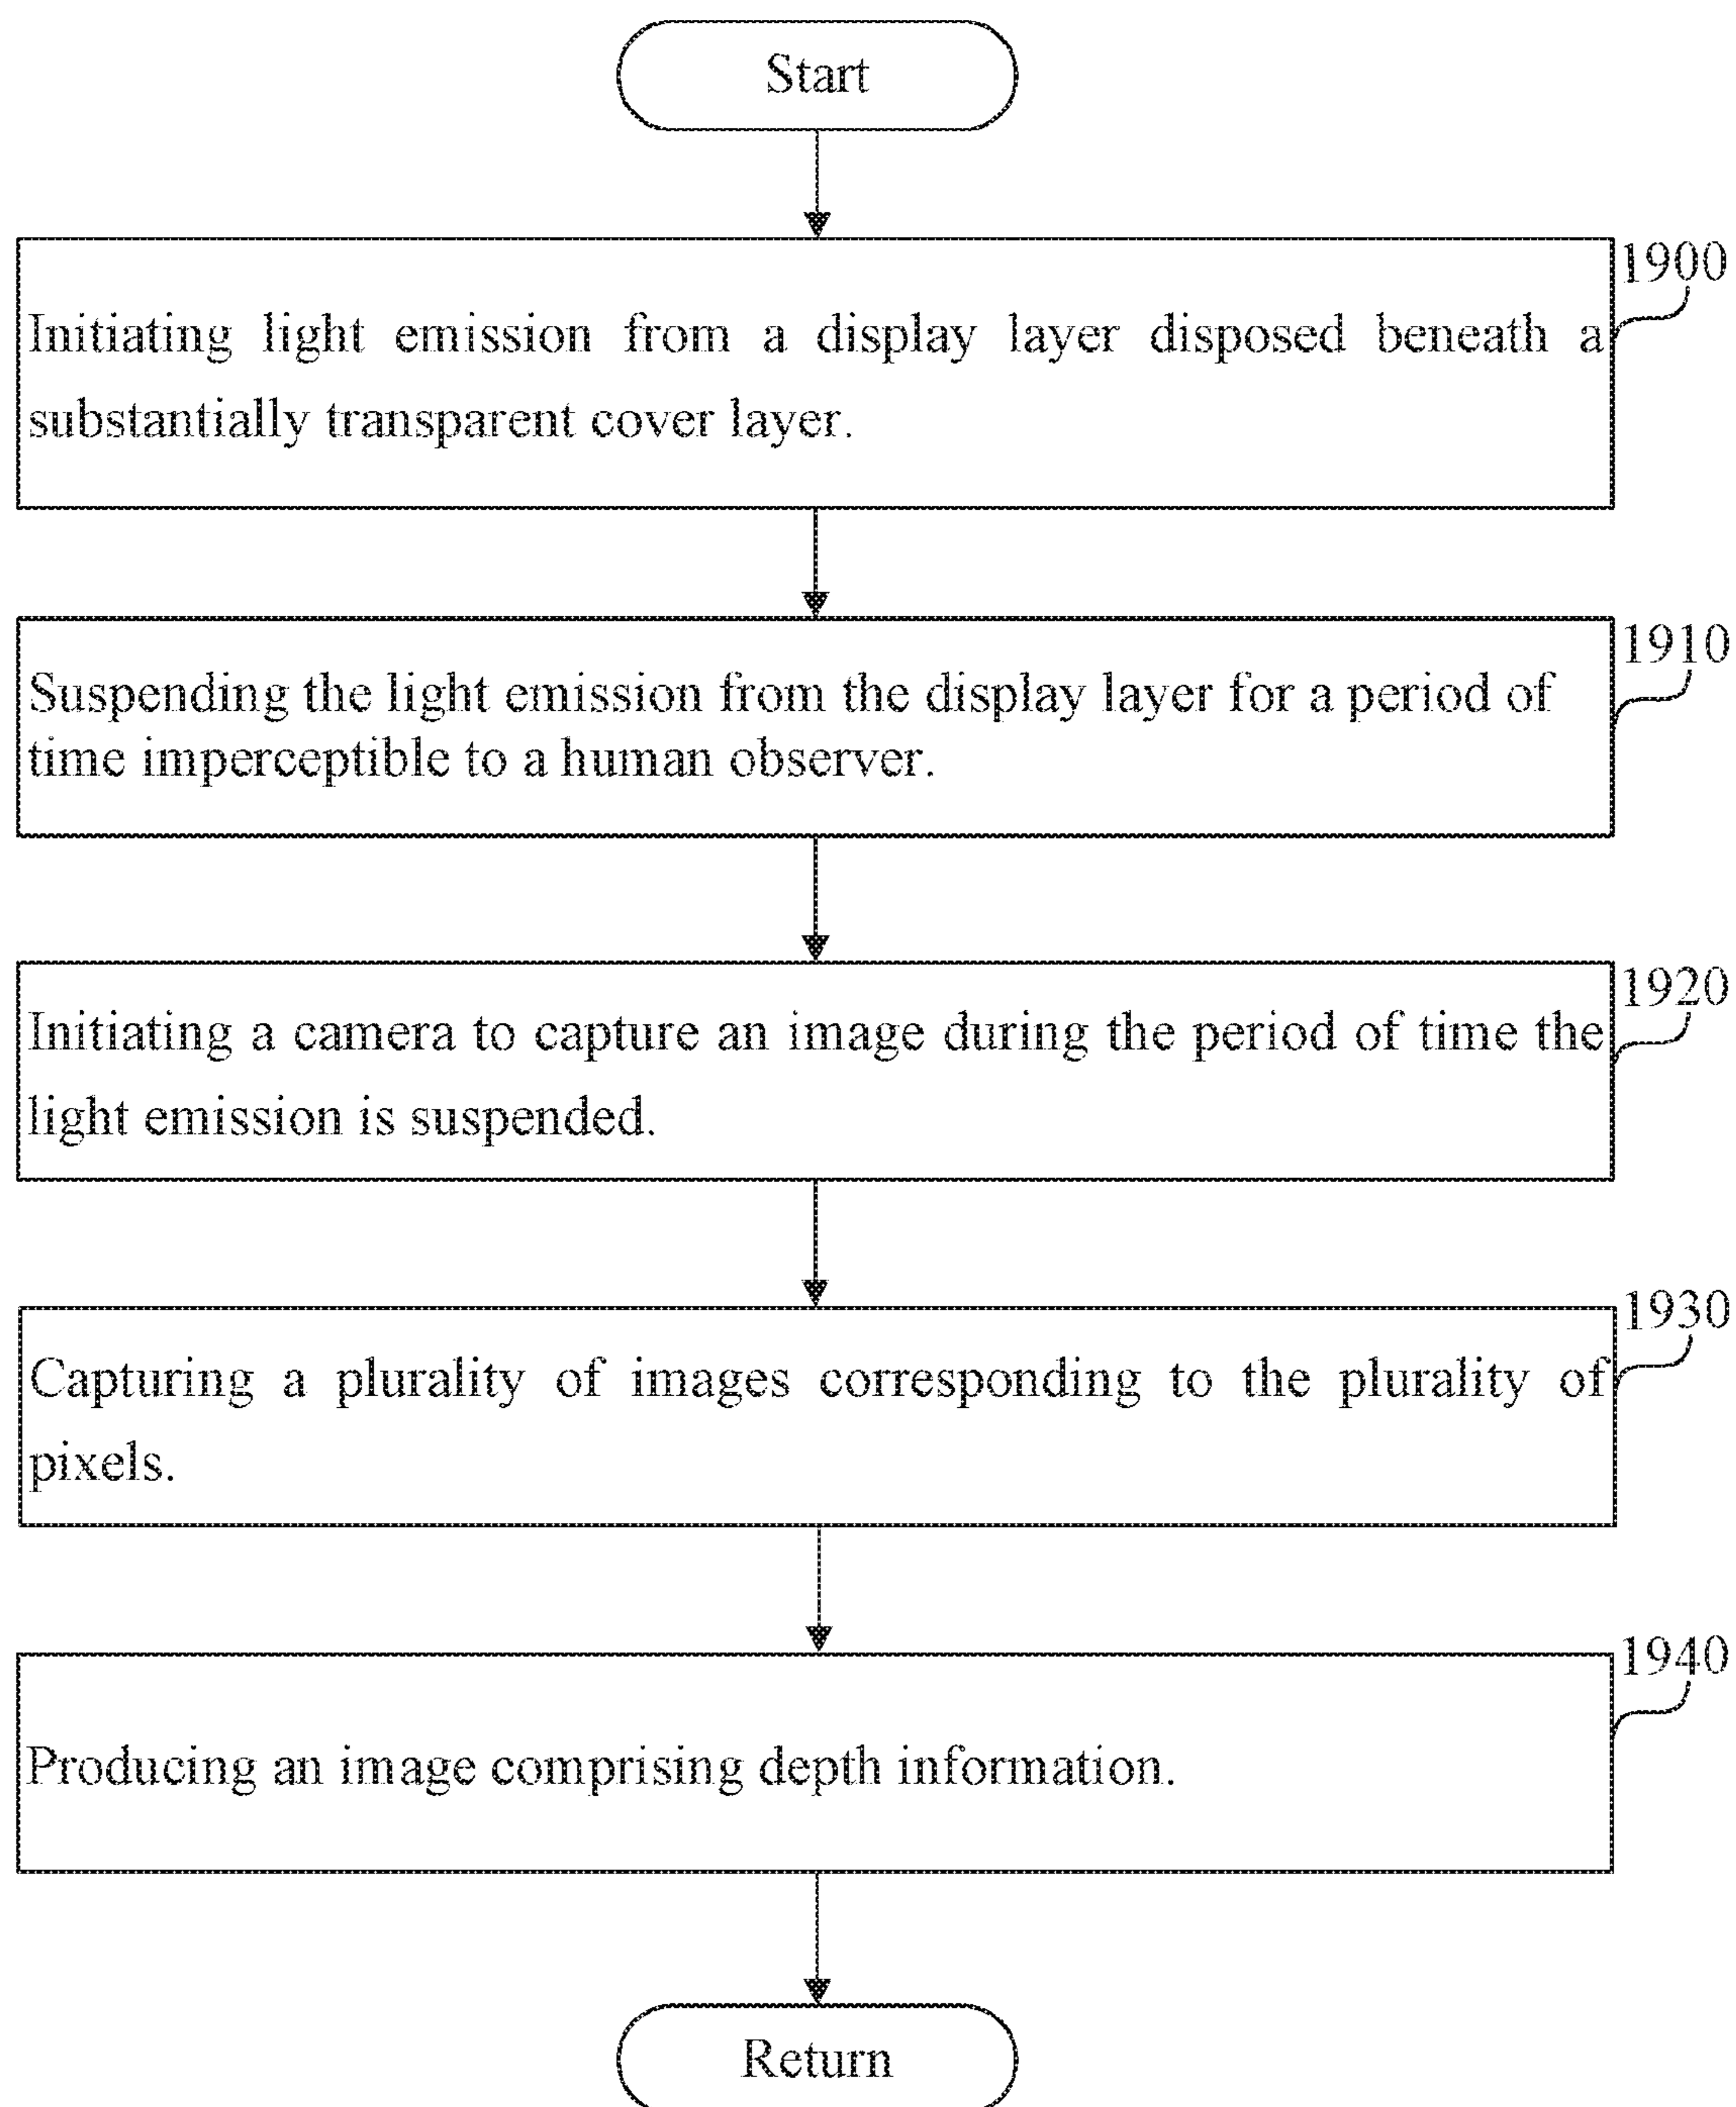 Start
1900
Initiating light emission from a display layer disposed beneath a
substantially transparent cover layer.
1910
Suspending the light emission from the display layer for a period of
time imperceptible to a human observer.
1920
Initiating a camera to capture an image during the period of time the
light emission is suspended.
1930
Capturing a plurality of images corresponding to the plurality of
pixels.
1940
Producing an image comprising depth information.
Return